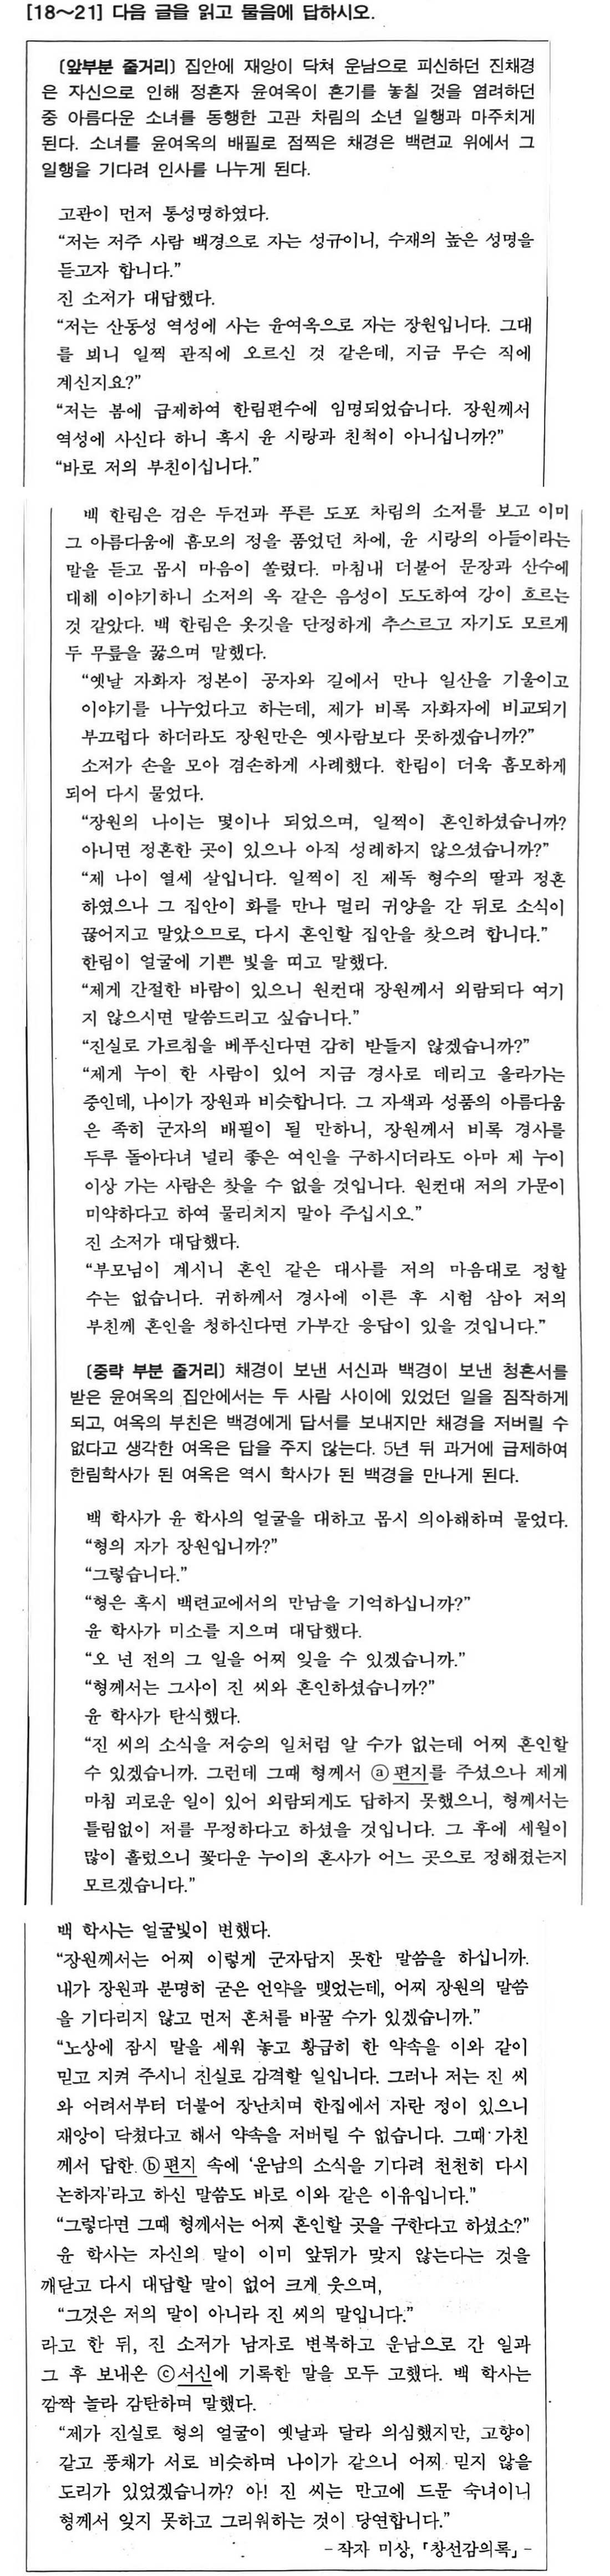 [18～21] 다음 글을 읽고 물음에 답하시오.
〔앞부분 줄거리〕 집안에 재앙이 닥쳐 운남으로 피신하던 진채경
은 자신으로 인해 정혼자 윤여옥이 혼기를 놓칠 것을 염려하던
중 아름다운 소녀를 동행한 고관 차림의 소년 일행과 마주치게
된다. 소녀를 윤여옥의 배필로 점찍은 채경은 백련교 위에서 그
일행을 기다려 인사를 나누게 된다.
고관이 먼저 통성명하였다.
“저는 저주 사람 백경으로 자는 성규이니, 수재의 높은 성명을
듣고자 합니다.”
진 소저가 대답했다.
“저는 산동성 역성에 사는 윤여옥으로 자는 장원입니다. 그대
를 뵈니 일찍 관직에 오르신 것 같은데, 지금 무슨 직에
계신지요?”
“저는 봄에 급제하여 한림편수에 임명되었습니다. 장원께서
역성에 사신다 하니 혹시 윤 시랑과 친척이 아니십니까?”
“바로 저의 부친이십니다.”
백 한림은 검은 두건과 푸른 도포 차림의 소저를 보고 이미
그 아름다움에 흠모의 정을 품었던 차에, 윤 시랑의 아들이라는
말을 듣고 몹시 마음이 쏠렸다. 마침내 더불어 문장과 산수에
대해 이야기하니 소저의 옥 같은 음성이 도도하여 강이 흐르는
것 같았다. 백 한림은 옷깃을 단정하게 추스르고 자기도 모르게
두 무릎을 꿇으며 말했다.
“옛날 자화자 정본이 공자와 길에서 만나 일산을 기울이고
이야기를 나누었다고 하는데, 제가 비록 자화자에 비교되기
부끄럽다 하더라도 장원만은 옛사람보다 못하겠습니까?”
소저가 손을 모아 겸손하게 사례했다. 한림이 더욱 흠모하게
되어 다시 물었다.
“장원의 나이는 몇이나 되었으며, 일찍이 혼인하셨습니까?
아니면 정혼한 곳이 있으나 아직 성례하지 않으셨습니까?”
“제 나이 열세 살입니다. 일찍이 진 제독 형수의 딸과 정혼
하였으나 그 집안이 화를 만나 멀리 귀양을 간 뒤로 소식이
끊어지고 말았으므로, 다시 혼인할 집안을 찾으려 합니다.”
한림이 얼굴에 기쁜 빛을 띠고 말했다.
“제게 간절한 바람이 있으니 원컨대 장원께서 외람되다 여기
지 않으시면 말씀드리고 싶습니다.”
“진실로 가르침을 베푸신다면 감히 받들지 않겠습니까?”
“제게 누이 한 사람이 있어 지금 경사로 데리고 올라가는
중인데, 나이가 장원과 비슷합니다. 그 자색과 성품의 아름다움
은 족히 군자의 배필이 될 만하니, 장원께서 비록 경사를
두루 돌아다녀 널리 좋은 여인을 구하시더라도 아마 제 누이
이상 가는 사람은 찾을 수 없을 것입니다. 원컨대 저의 가문이
미약하다고 하여 물리치지 말아 주십시오.”
진 소저가 대답했다.
“부모님이 계시니 혼인 같은 대사를 저의 마음대로 정할
수는 없습니다. 귀하께서 경사에 이른 후 시험 삼아 저의
부친께 혼인을 청하신다면 가부간 응답이 있을 것입니다.”
〔중략 부분 줄거리〕 채경이 보낸 서신과 백경이 보낸 청혼서를
받은 윤여옥의 집안에서는 두 사람 사이에 있었던 일을 짐작하게
되고, 여옥의 부친은 백경에게 답서를 보내지만 채경을 저버릴 수
없다고 생각한 여옥은 답을 주지 않는다. 5년 뒤 과거에 급제하여
한림학사가 된 여옥은 역시 학사가 된 백경을 만나게 된다.
백 학사가 윤 학사의 얼굴을 대하고 몹시 의아해하며 물었다.
“형의 자가 장원입니까?”
“그렇습니다.”
“형은 혹시 백련교에서의 만남을 기억하십니까?”
윤 학사가 미소를 지으며 대답했다.
“오 년 전의 그 일을 어찌 잊을 수 있겠습니까.”
“형께서는 그사이 진 씨와 혼인하셨습니까?”
윤 학사가 탄식했다.
“진 씨의 소식을 저승의 일처럼 알 수가 없는데 어찌 혼인할
수 있겠습니까. 그런데 그때 형께서 ⓐ편지를 주셨으나 제게
마침 괴로운 일이 있어 외람되게도 답하지 못했으니, 형께서는
틀림없이 저를 무정하다고 하셨을 것입니다. 그 후에 세월이
많이 흘렀으니 꽃다운 누이의 혼사가 어느 곳으로 정해졌는지
모르겠습니다.”
백 학사는 얼굴빛이 변했다.
“장원께서는 어찌 이렇게 군자답지 못한 말씀을 하십니까.
내가 장원과 분명히 굳은 언약을 맺었는데, 어찌 장원의 말씀
을 기다리지 않고 먼저 혼처를 바꿀 수가 있겠습니까.”
“노상에 잠시 말을 세워 놓고 황급히 한 약속을 이와 같이
믿고 지켜 주시니 진실로 감격할 일입니다. 그러나 저는 진 씨
와 어려서부터 더불어 장난치며 한집에서 자란 정이 있으니
재앙이 닥쳤다고 해서 약속을 저버릴 수 없습니다. 그때 가친
께서 답한 ⓑ편지 속에 ‘운남의 소식을 기다려 천천히 다시
논하자’라고 하신 말씀도 바로 이와 같은 이유입니다.”
“그렇다면 그때 형께서는 어찌 혼인할 곳을 구한다고 하셨소?”
윤 학사는 자신의 말이 이미 앞뒤가 맞지 않는다는 것을
깨닫고 다시 대답할 말이 없어 크게 웃으며,
“그것은 저의 말이 아니라 진 씨의 말입니다.”
라고 한 뒤, 진 소저가 남자로 변복하고 운남으로 간 일과
그 후 보내온 ⓒ서신에 기록한 말을 모두 고했다. 백 학사는
깜짝 놀라 감탄하며 말했다.
“제가 진실로 형의 얼굴이 옛날과 달라 의심했지만, 고향이
같고 풍채가 서로 비슷하며 나이가 같으니 어찌 믿지 않을
도리가 있었겠습니까? 아! 진 씨는 만고에 드문 숙녀이니
형께서 잊지 못하고 그리워하는 것이 당연합니다.”
- 작자 미상, 「창선감의록」 -